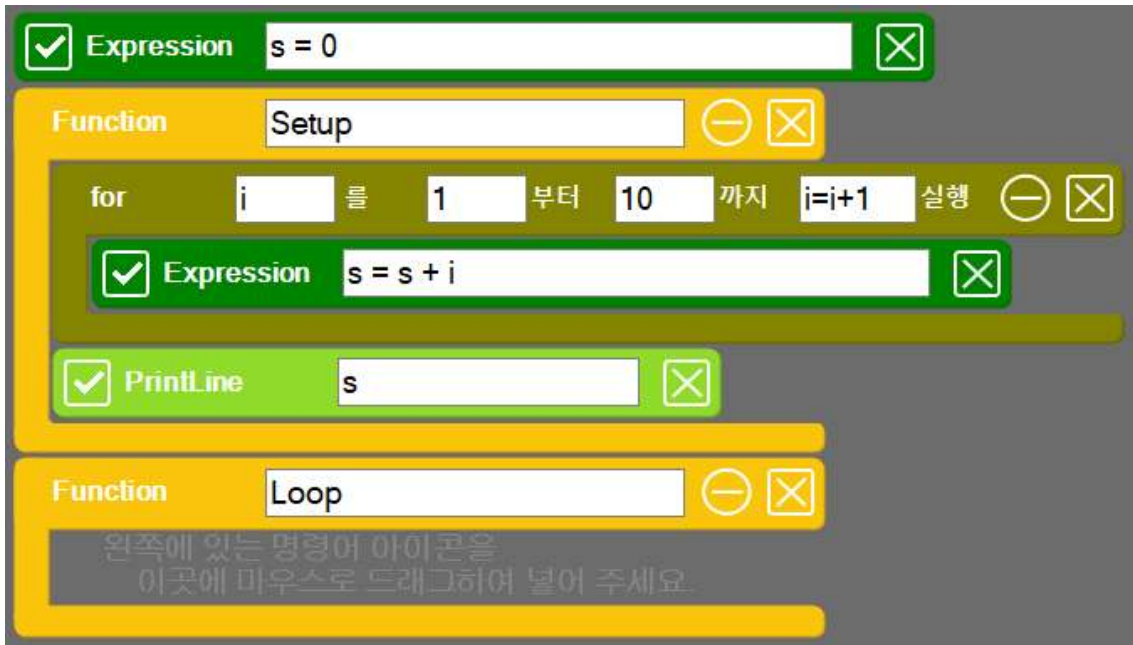 Expression s = 0
Function Setup
for i 를 1 부터 10 까지 i=i+1 실행
Expression s = s + i
PrintLine s
Function Loop
왼쪽에 있는 명령어 아이콘을
이곳에 마우스로 드래그하여 넣어 주세요.